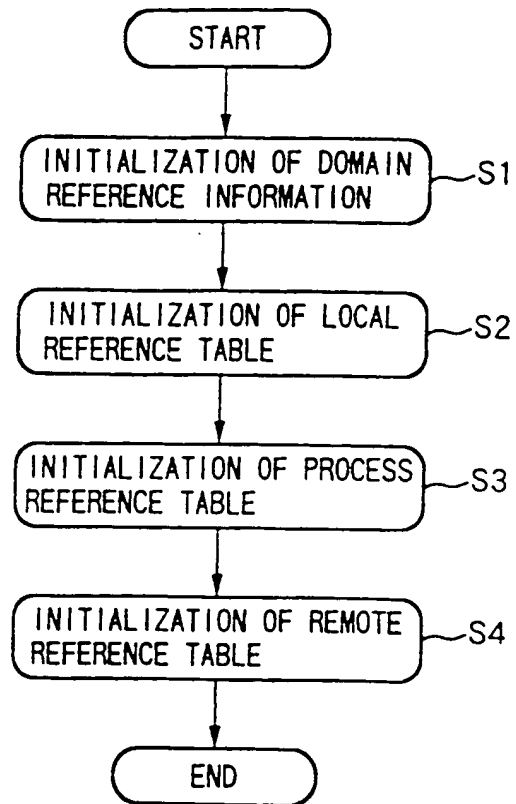 START
INITIALIZATION OF DOMAIN
REFERENCE INFORMATION
S1
INITIALIZATION OF LOCAL
REFERENCE TABLE
S2
INITIALIZATION OF PROCESS
REFERENCE TABLE
S3
INITIALIZATION OF REMOTE
REFERENCE TABLE
S4
END